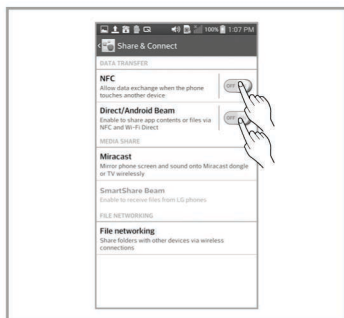 100% 1:07 PM
Share & Connect
DATA TRANSFER
NFC
Allow data exchange when the phone
touches another device
OFF
Direct/Android Beam
Enable to share app contents or files via
NFC and Wi-Fi Direct
OFF
MEDIA SHARE
Miracast
Mirror phone screen and sound onto Miracast dongle
or TV wirelessly
SmartShare Beam
Enable to receive files from LG phones
FILE NETWORKING
File networking
Share folders with other devices via wireless
connections